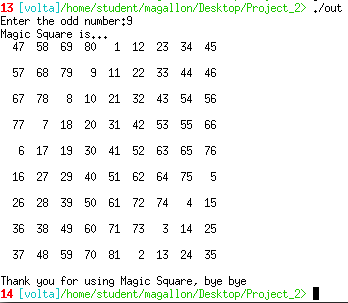 13 [volta]/home/student/magallon/Desktop/Project_2> ./out
Enter the odd number:9
Magic Square is...
47 58 69 80 1 12 23 34 45
57 68 79 9 11 22 33 44 46
67 78 8 10 21 32 43 54 56
77 7 18 20 31 42 53 55 66
6 17 19 30 41 52 63 65 76
16 27 29 40 51 62 64 75 5
26 28 39 50 61 72 74 4 15
36 38 49 60 71 73 3 14 25
37 48 59 70 81 2 13 24 35
Thank you for using Magic Square, bye bye
14 [volta]/home/student/magallon/Desktop/Project_2>